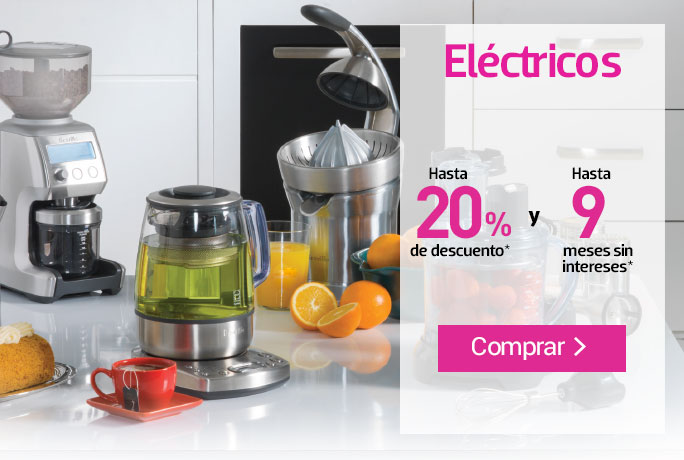 Eléctricos
Hasta
20%
de descuento*
y
Hasta
9
meses sin
intereses*
Comprar >